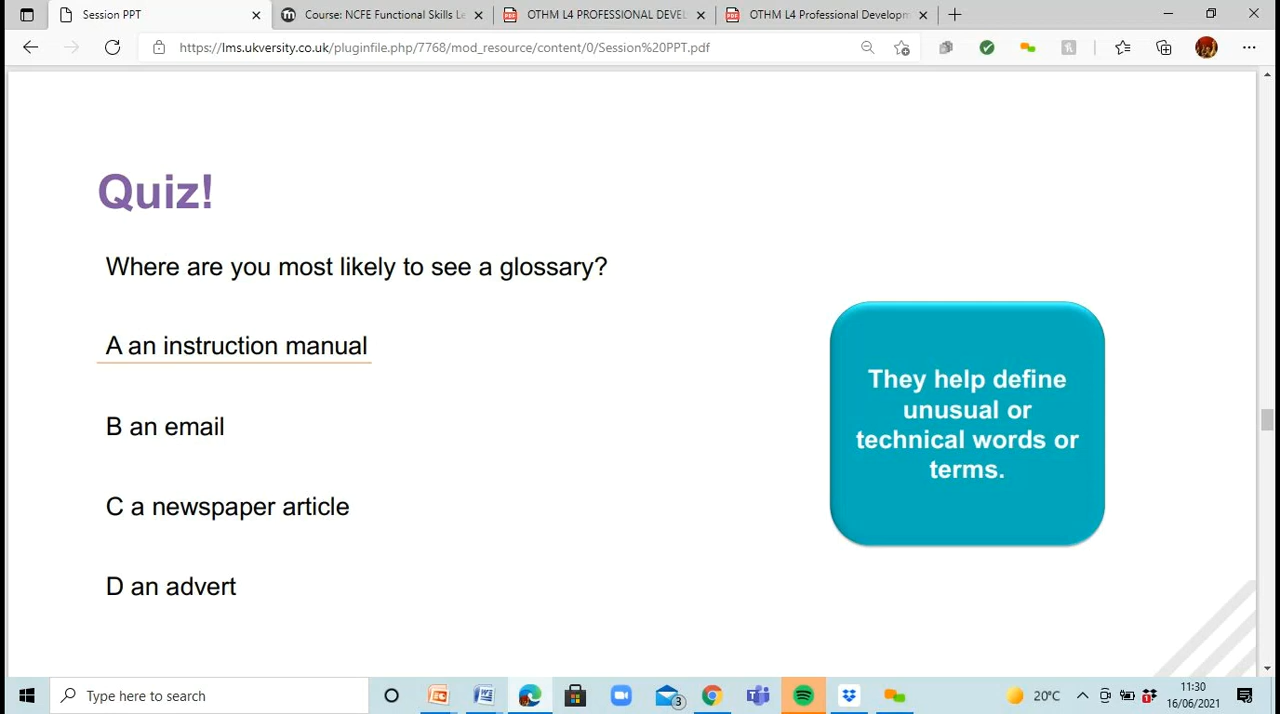 Session PPT
Course: NCFE Functional Skills Le
OTHM L4 PROFESSIONAL DEVEL
OTHM L4 Professional Developm
https://lms.ukversity.co.uk/pluginfile.php/7768/mod_resource/content/0/Session%20PPT.pdf
Quiz!
Where are you most likely to see a glossary?
A an instruction manual
B an email
C a newspaper article
D an advert
They help define
unusual or
technical words or
terms.
Type here to search
3
20°C
11:30
16/06/2021